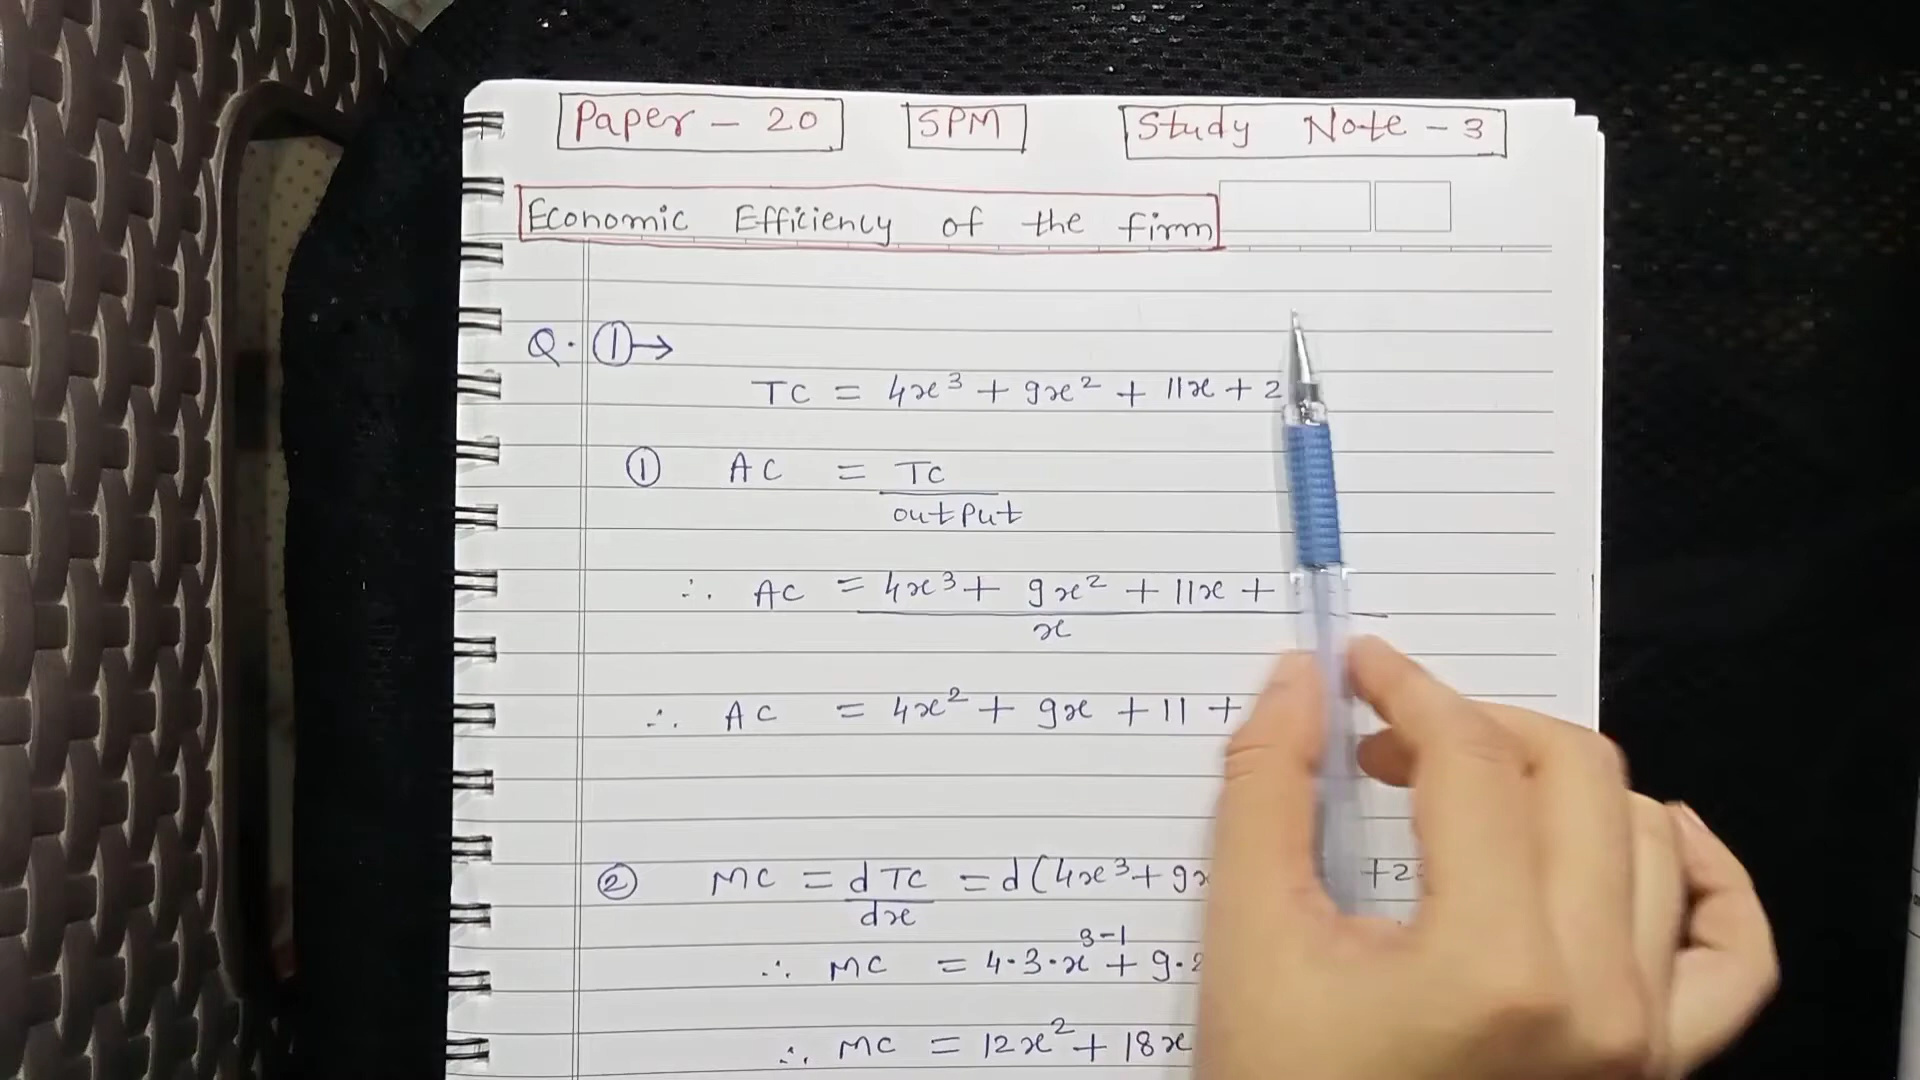 Paper - 20 SPM Study Note - 3
Economic Efficiency of the firm
Q. ① →
TC = 4x³ + 9x² + 11x + 2
① AC = TC
output
∴ AC = 4x³ + 9x² + 11x +
x
∴ AC = 4x² + 9x + 11 +
② MC = d TC = d(4x³ + 9x +2
dx
3-1
∴ MC = 4·3·x + 9·2
∴ MC = 12x² + 18x